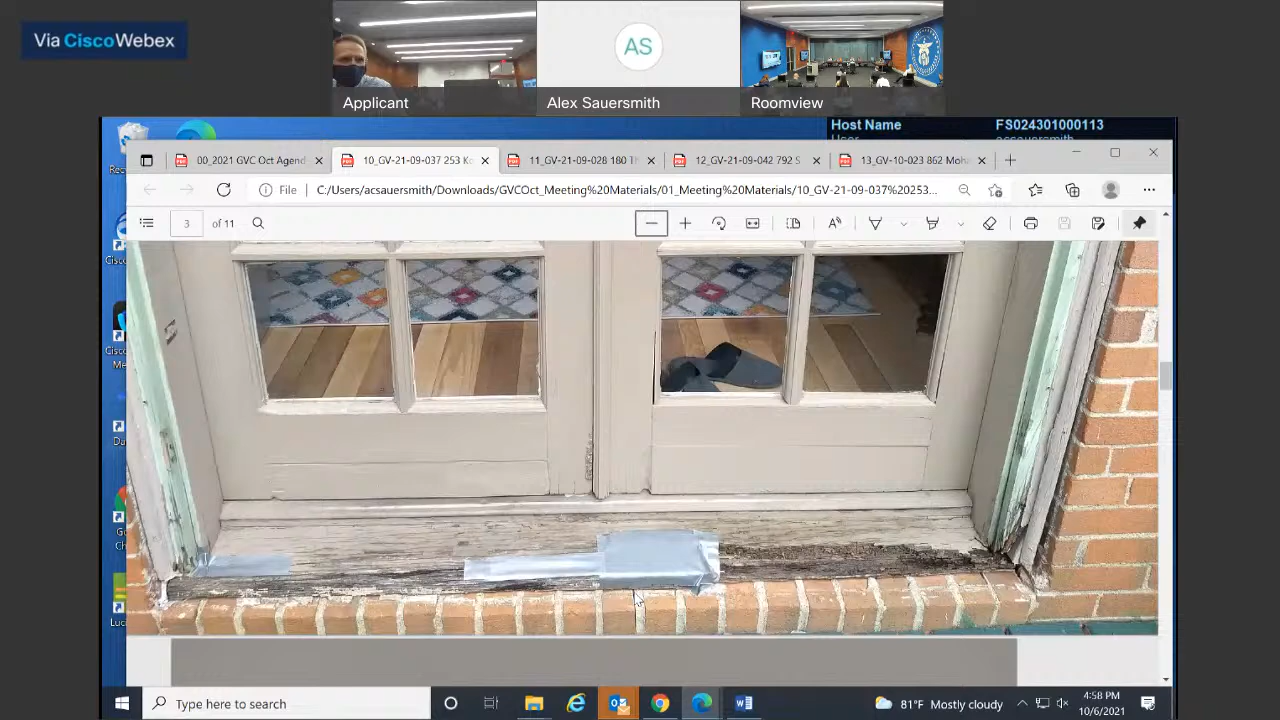 Via CiscoWebex
Applicant
AS
Alex Sauersmith
Roomview
Host Name FS024301000113
00_2021 GVC Oct Agend
10_GV-21-09-037 253 Ko
11_GV-21-09-028 180 Th
12_GV-21-09-042 792 S
13_GV-10-023 862 Moha
File C:/Users/acsauersmith/Downloads/GVCOct_Meeting%20Materials/01_Meeting%20Materials/10_GV-21-09-037%20253...
3 of 11
Type here to search
81°F Mostly cloudy
4:58 PM
10/6/2021